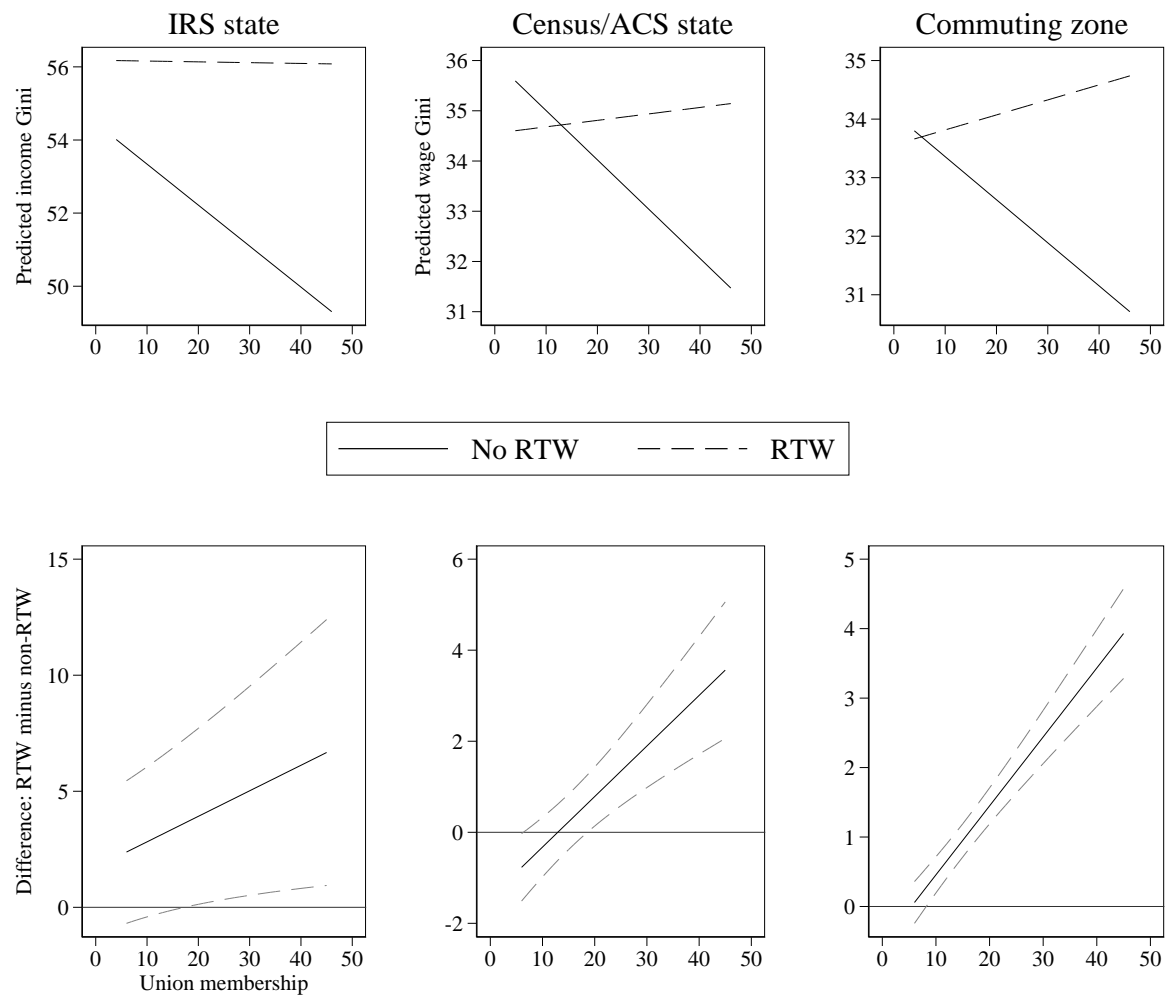 IRS state
Census/ACS state
Commuting zone
Predicted income Gini
56
54
52
50
0 10 20 30 40 50
Predicted wage Gini
36
35
34
33
32
31
0 10 20 30 40 50
35
34
33
32
31
0 10 20 30 40 50
No RTW
RTW
Difference: RTW minus non-RTW
15
10
5
0
0 10 20 30 40 50
Union membership
6
4
2
0
-2
0 10 20 30 40 50
5
4
3
2
1
0
0 10 20 30 40 50